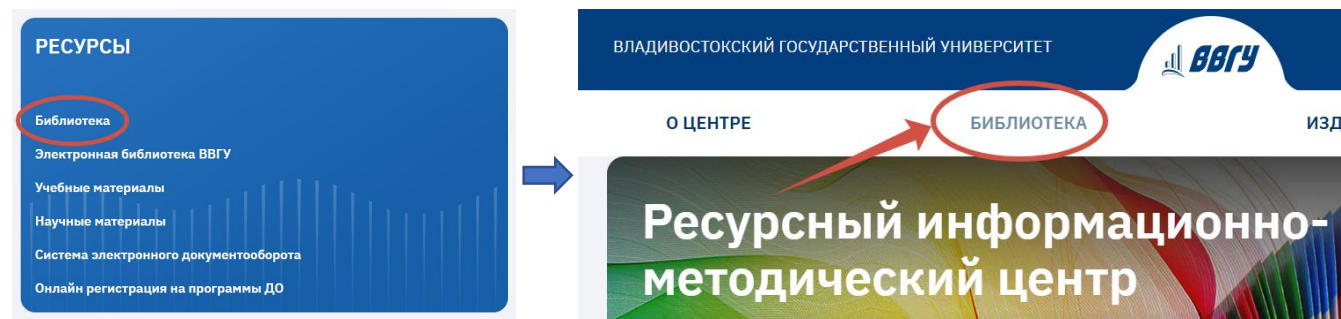 РЕСУРСЫ
Библиотека
Электронная библиотека ВВГУ
Учебные материалы
Научные материалы
Система электронного документооборота
Онлайн регистрация на программы ДО
ВЛАДИВОСТОКСКИЙ ГОСУДАРСТВЕННЫЙ УНИВЕРСИТЕТ
ВВГУ
О ЦЕНТРЕ
БИБЛИОТЕКА
ИЗД
Ресурсный информационно-
методический центр